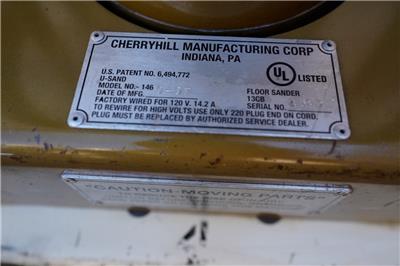 CHERRYHILL MANUFACTURING CORP
INDIANA, PA
U.S. PATENT NO. 6,494,772
U-SAND
MODEL NO:- 146
DATE OF MFG.
UL LISTED
FLOOR SANDER
13CB
SERIAL NO.
FACTORY WIRED FOR 120 V. 14.2 A.
TO REWIRE FOR HIGH VOLTS USE ONLY 220 PLUG END ON CORD.
PLUG MUST BE REPLACED BY AUTHORIZED SERVICE DEALER.
"CAUTION-MOVING PARTS"